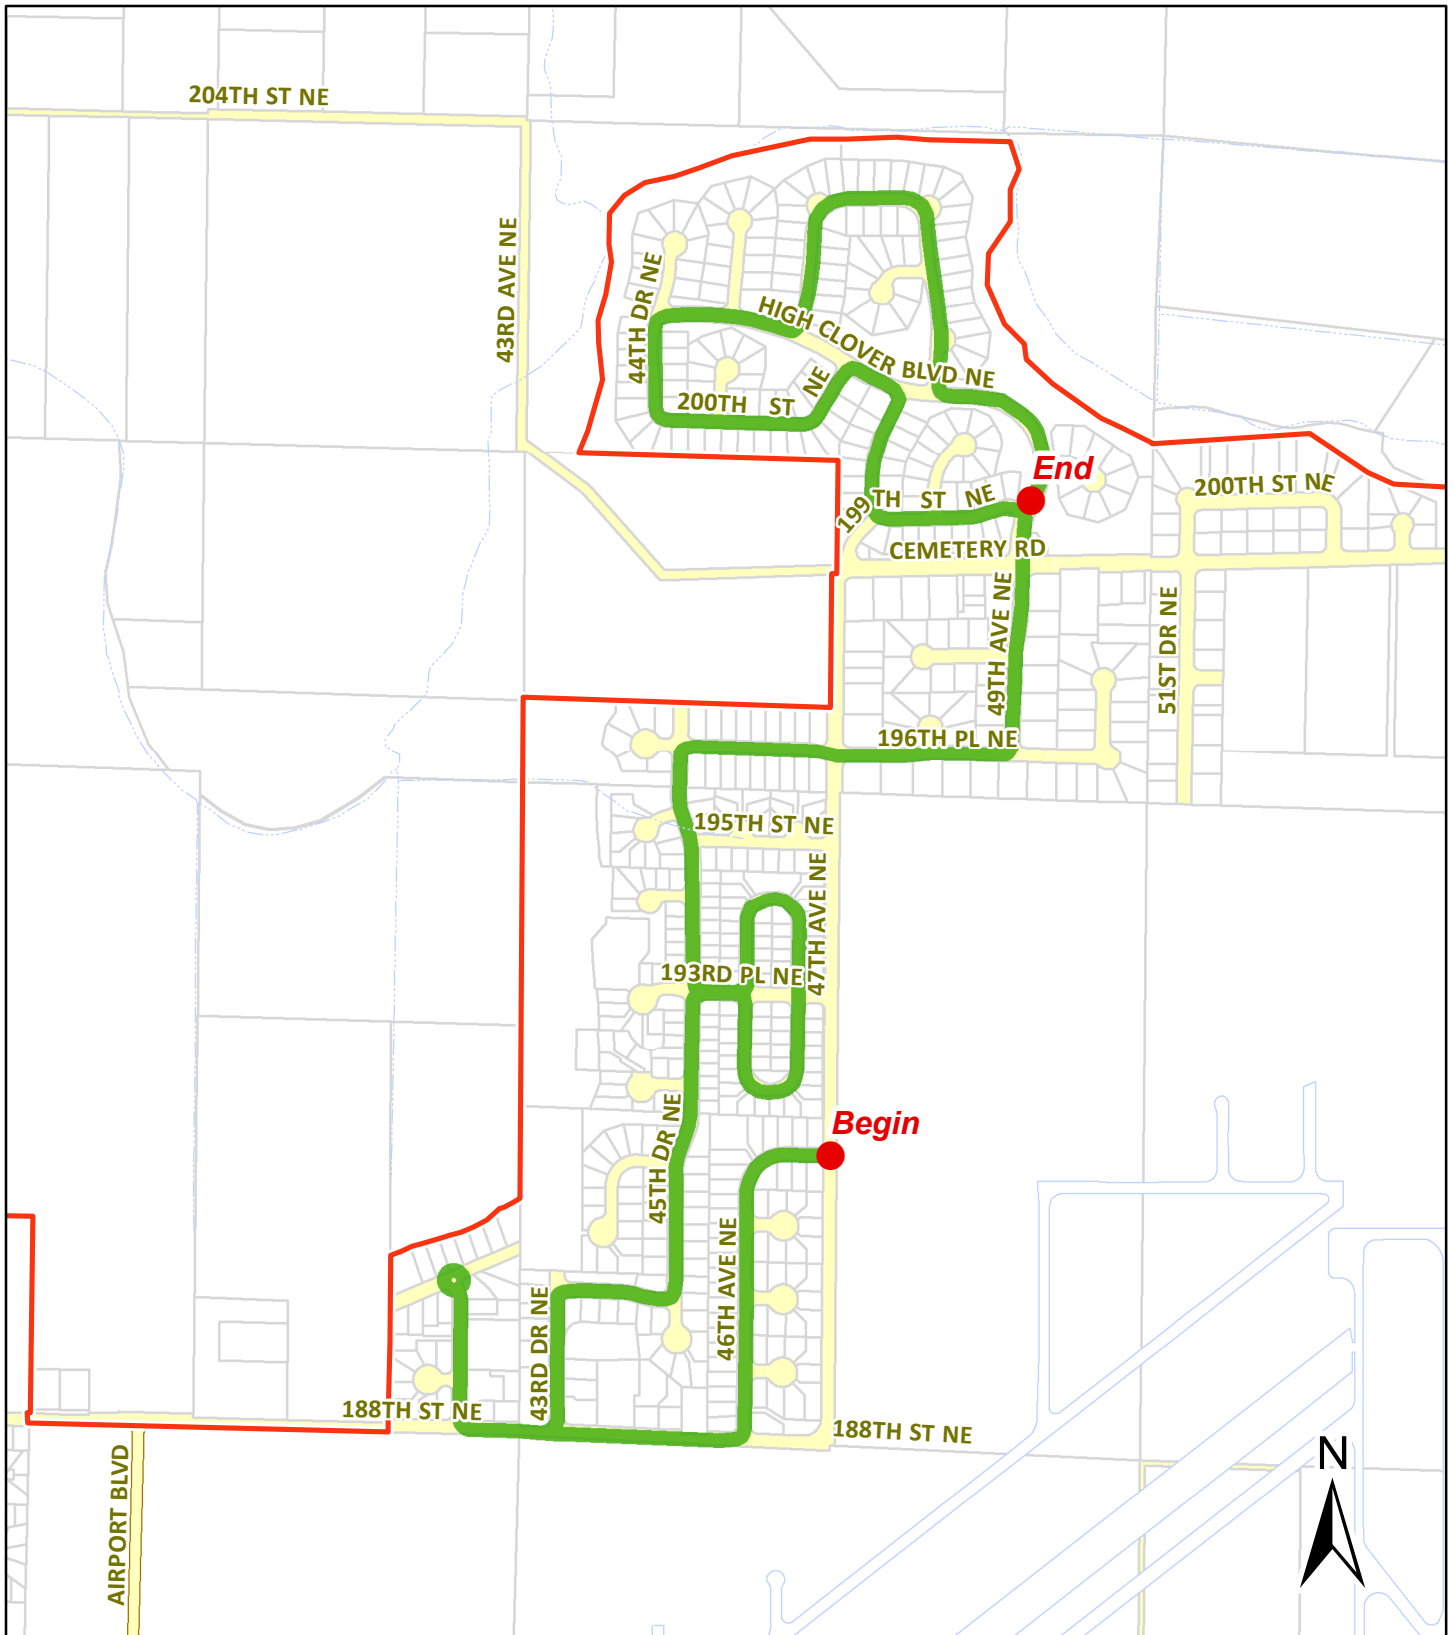 204TH ST NE
43RD AVE NE
44TH DR NE
HIGH CLOVER BLVD NE
200TH ST NE
End
199TH ST NE
200TH ST NE
CEMETERY RD
49TH AVE NE
51ST DR NE
196TH PL NE
195TH ST NE
47TH AVE NE
193RD PL NE
Begin
45TH DR NE
46TH AVE NE
43RD DR NE
188TH ST NE
188TH ST NE
AIRPORT BLVD
N